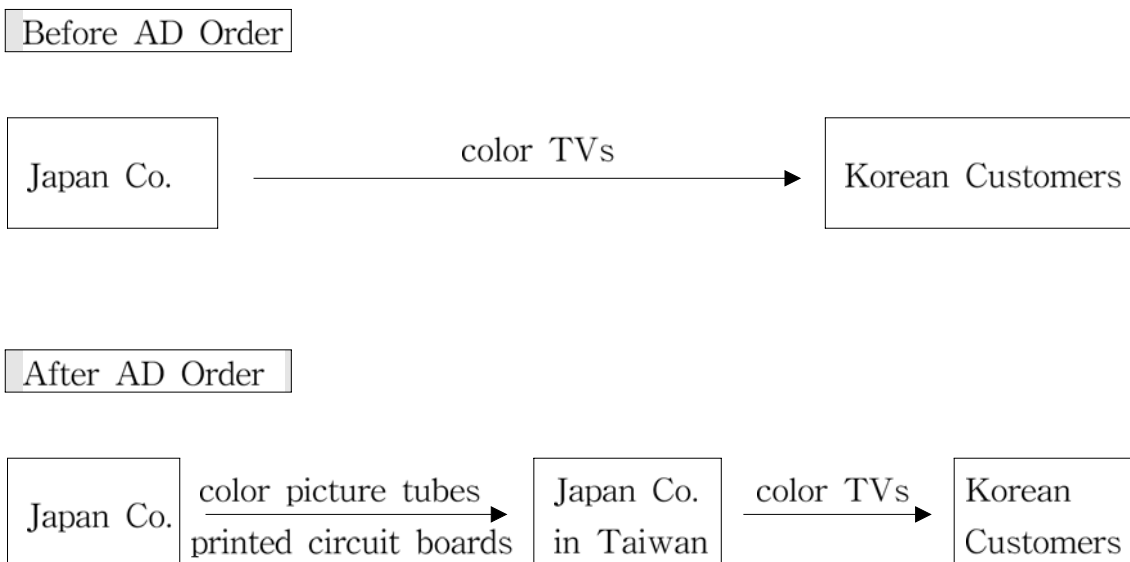 Before AD Order
color TVs
Japan Co.
Korean Customers
After AD Order
color picture tubes
printed circuit boards
Japan Co.
Japan Co.
in Taiwan
color TVs
Korean
Customers